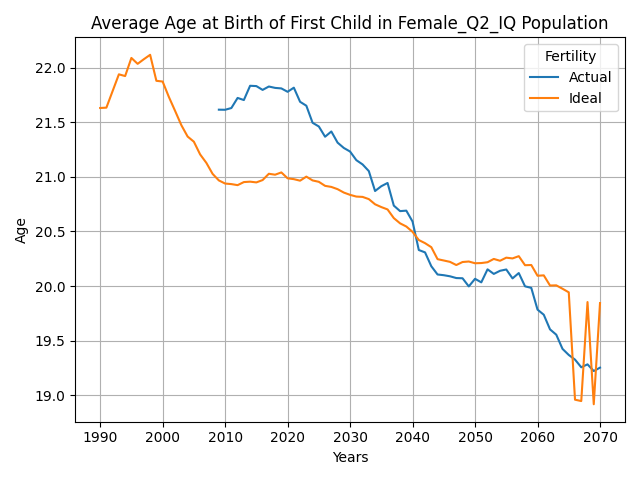 Average Age at Birth of First Child in Female_Q2_IQ Population
Fertility
Actual
Ideal
Age
22.0
21.5
21.0
20.5
20.0
19.5
19.0
1990 2000 2010 2020 2030 2040 2050 2060 2070
Years